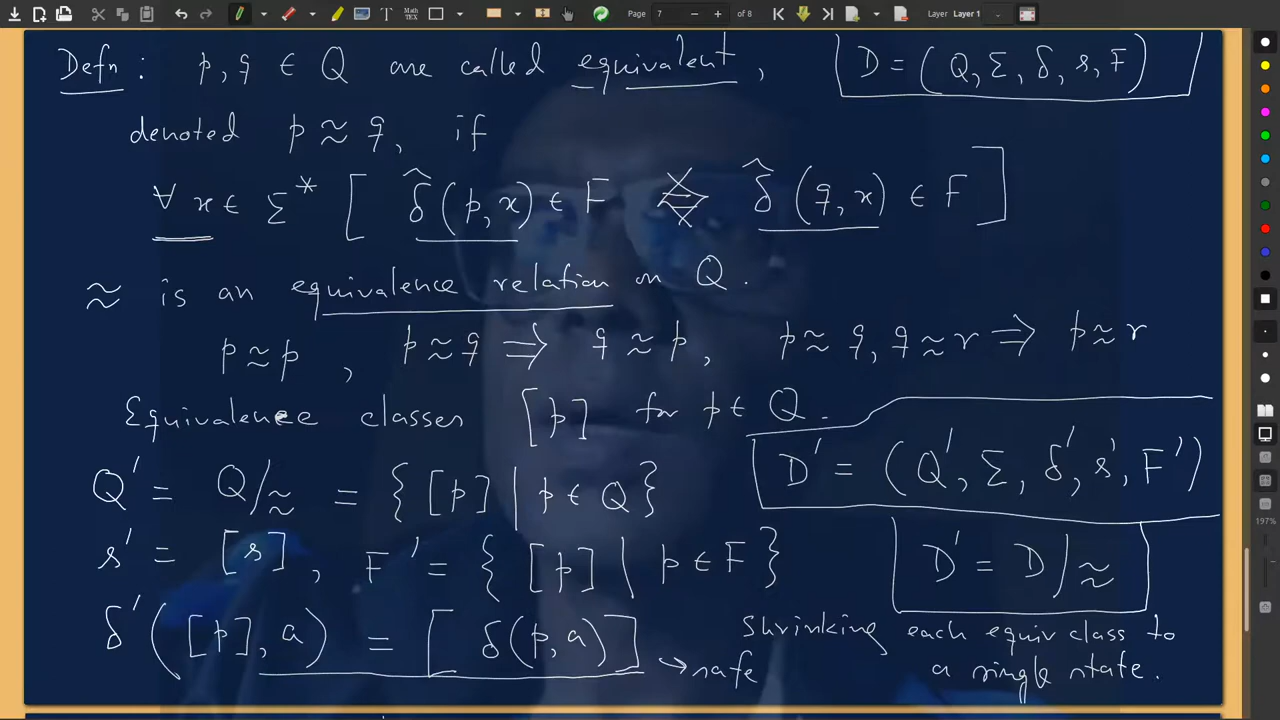 Page 7 of 8 Layer Layer 1
Defn : p, q ∈ Q are called equivalent, D = (Q, Σ, δ, s, F)
denoted p ≈ q, if
∀ x ∈ Σ* [ δ̂(p, x) ∈ F ⇔ δ̂(q, x) ∈ F ]
≈ is an equivalence relation on Q.
p ≈ p, p ≈ q ⇒ q ≈ p, p ≈ q, q ≈ r ⇒ p ≈ r
Equivalence classes [p] for p ∈ Q.
D' = (Q', Σ, δ', s', F')
Q' = Q/≈ = { [p] | p ∈ Q }
s' = [s], F' = { [p] | p ∈ F } D' = D/≈
δ'([p], a) = [δ(p, a)] → safe
Shrinking each equiv class to
a single state.
197%